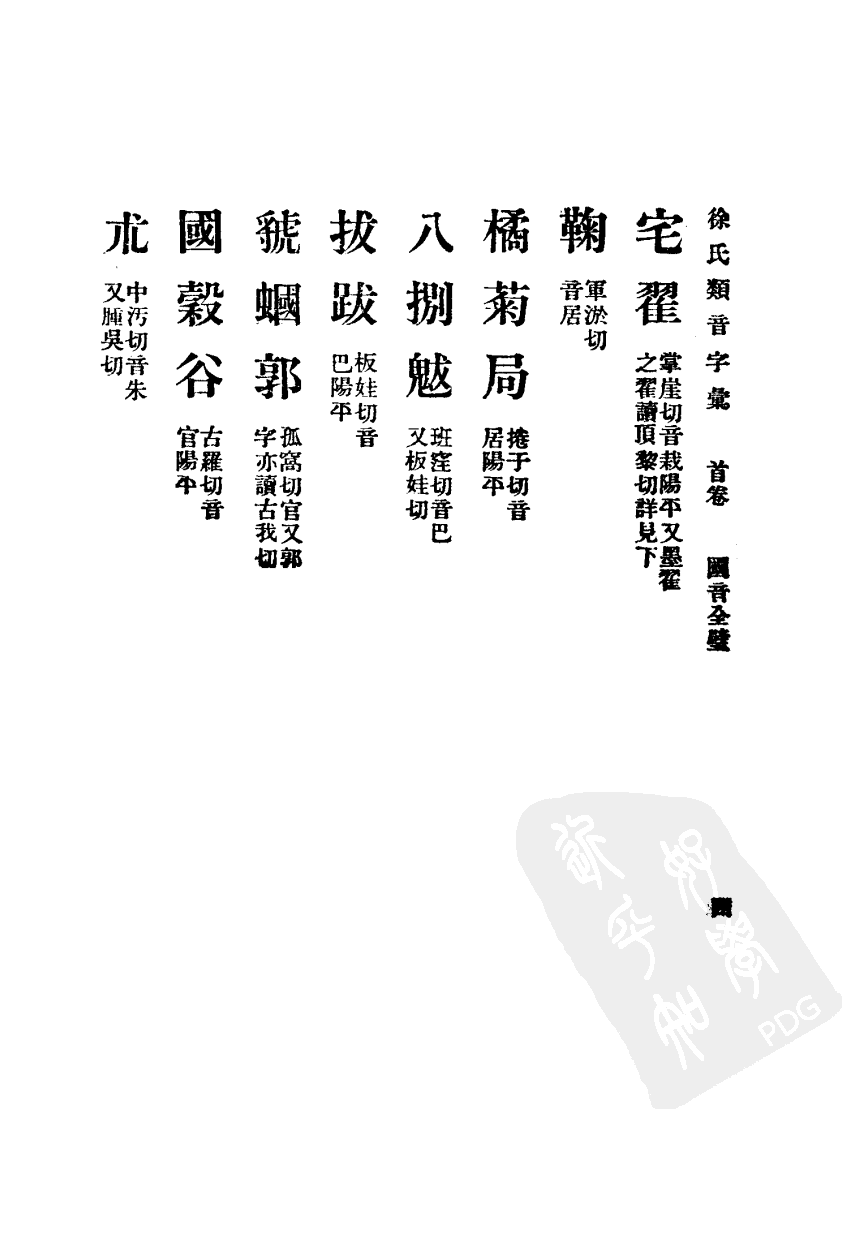 徐氏類音字彙 首卷 國音全璧
宅翟 掌崖切音栽陽平又墨翟
之翟讀頂黎切詳見下
鞠 軍淤切
音居
橘菊局 捲于切音
居陽平
八捌魃 班窪切音巴
又板娃切
拔跋 板娃切音
巴陽平
虢蟈郭 孤窩切官又郭
字亦讀古我切
國穀谷 古羅切音
官陽平
朮 中汚切音朱
又腫吳切
PDG